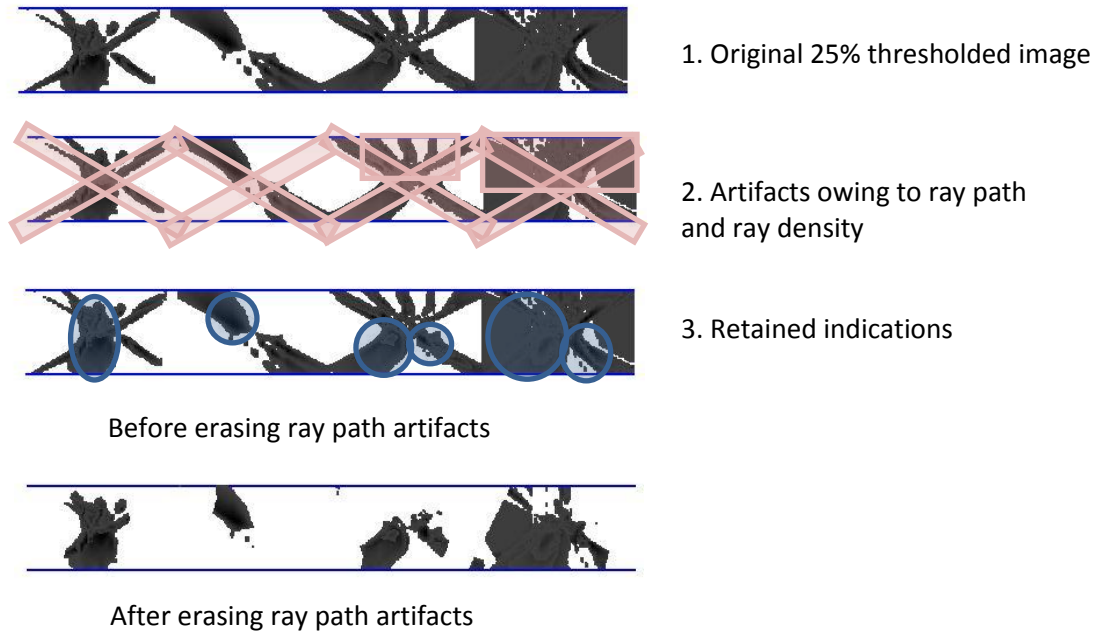 1. Original 25% thresholded image
2. Artifacts owing to ray path
and ray density
3. Retained indications
Before erasing ray path artifacts
After erasing ray path artifacts